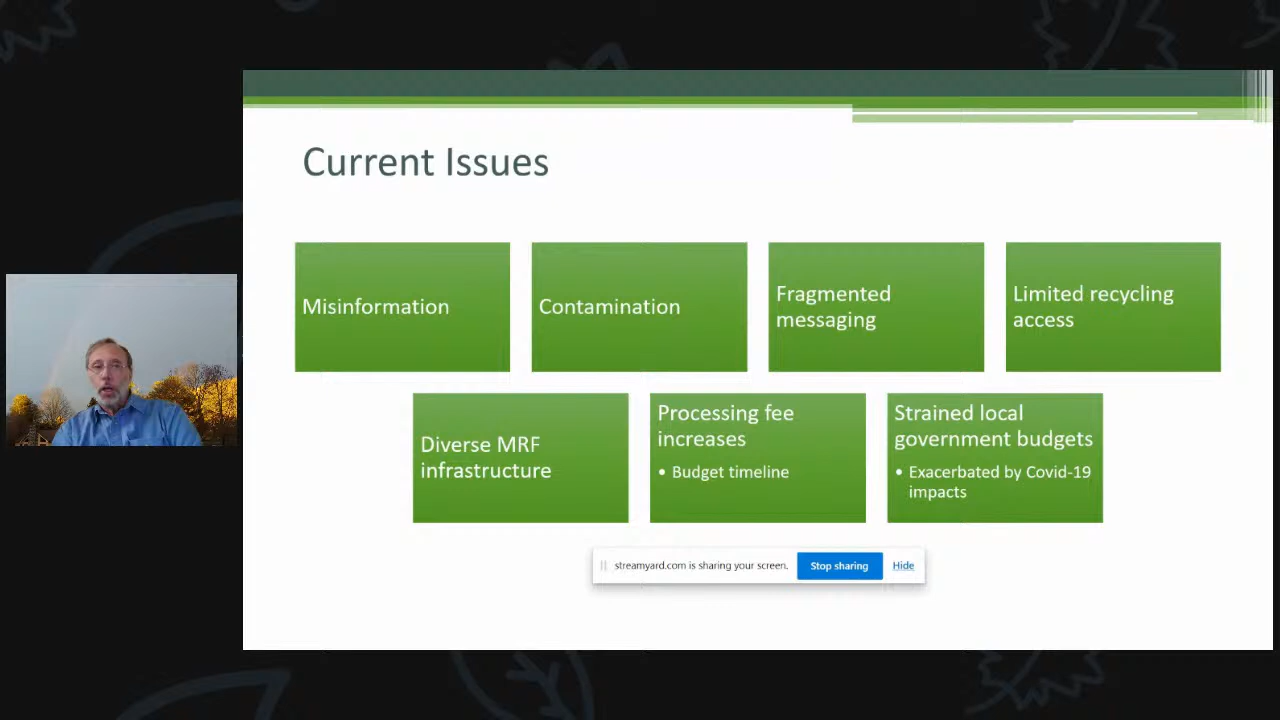 Current Issues
Misinformation
Contamination
Fragmented
messaging
Limited recycling
access
Diverse MRF
infrastructure
Processing fee
increases
• Budget timeline
Strained local
government budgets
• Exacerbated by Covid-19
impacts
streamyard.com is sharing your screen.
Stop sharing
Hide